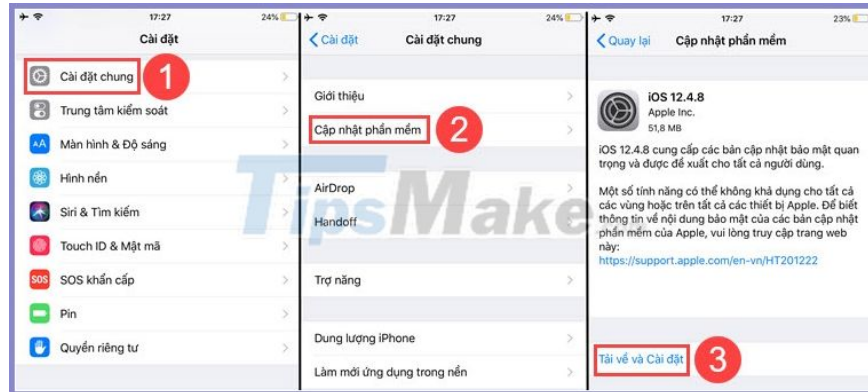 17:27
24%
Cài đặt
Cài đặt chung
1
Trung tâm kiểm soát
AA
Màn hình & Độ sáng
Hình nền
Siri & Tìm kiếm
Touch ID & Mật mã
SOS
SOS khẩn cấp
Pin
Quyền riêng tư
17:27
24%
Cài đặt
Cài đặt chung
Giới thiệu
Cập nhật phần mềm
2
AirDrop
Handoff
Trợ năng
Dung lượng iPhone
Làm mới ứng dụng trong nền
17:27
23%
Quay lại
Cập nhật phần mềm
iOS 12.4.8
Apple Inc.
51,8 MB
iOS 12.4.8 cung cấp các bản cập nhật bảo mật quan
trọng và được đề xuất cho tất cả người dùng.
Một số tính năng có thể không khả dụng cho tất cả
các vùng hoặc trên tất cả các thiết bị Apple. Để biết
thông tin về nội dung bảo mật của các bản cập nhật
phần mềm của Apple, vui lòng truy cập trang web
này:
https://support.apple.com/en-vn/HT201222
Tải về và Cài đặt
3
TipsMake